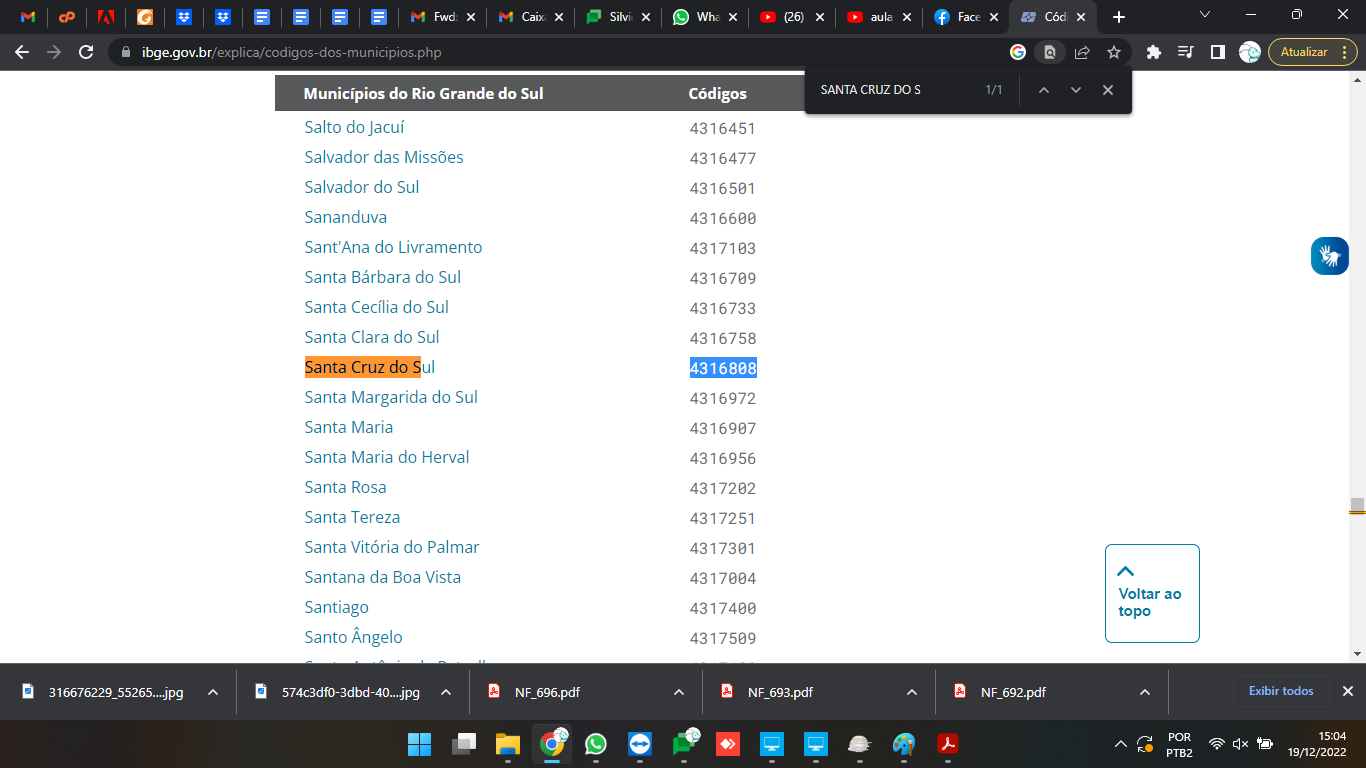 Fwd:
Caixa
Silvio
Wha
(26)
aula
Face
Códi
ibge.gov.br/explica/codigos-dos-municipios.php
Atualizar
SANTA CRUZ DO S 1/1
Municípios do Rio Grande do Sul Códigos
Salto do Jacuí 4316451
Salvador das Missões 4316477
Salvador do Sul 4316501
Sananduva 4316600
Sant'Ana do Livramento 4317103
Santa Bárbara do Sul 4316709
Santa Cecília do Sul 4316733
Santa Clara do Sul 4316758
Santa Cruz do Sul 4316808
Santa Margarida do Sul 4316972
Santa Maria 4316907
Santa Maria do Herval 4316956
Santa Rosa 4317202
Santa Tereza 4317251
Santa Vitória do Palmar 4317301
Santana da Boa Vista 4317004
Santiago 4317400
Santo Ângelo 4317509
Voltar ao
topo
316676229_55265....jpg
574c3df0-3dbd-40....jpg
NF_696.pdf
NF_693.pdf
NF_692.pdf
Exibir todos
POR
PTB2
15:04
19/12/2022